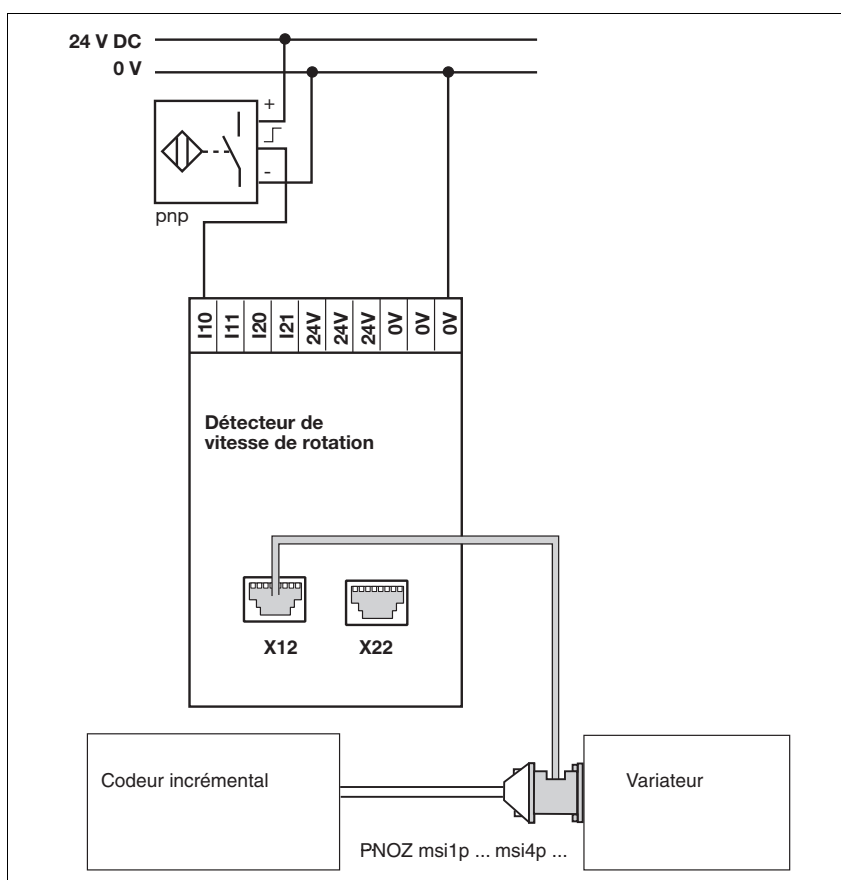 24 V DC
0 V
+
-
pnp
I10 I11 I20 I21 24V 24V 24V 0V 0V 0V
Détecteur de
vitesse de rotation
X12 X22
Codeur incrémental
Variateur
PNOZ msi1p ... msi4p ...